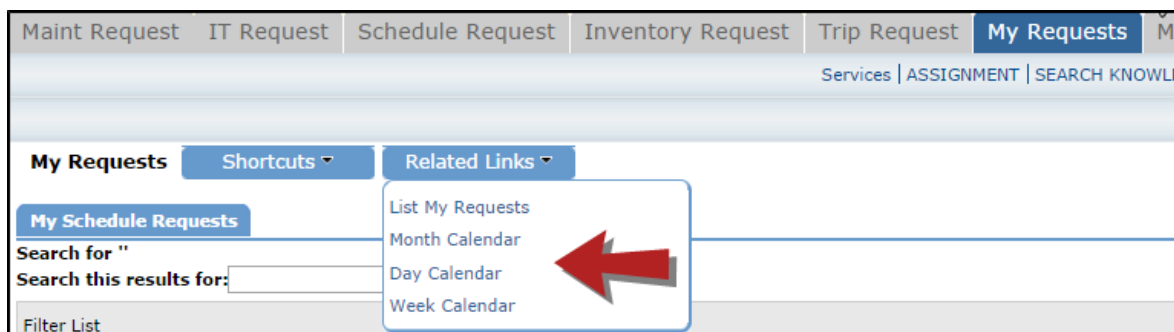 Maint Request IT Request Schedule Request Inventory Request Trip Request My Requests M
Services | ASSIGNMENT | SEARCH KNOWL
My Requests Shortcuts Related Links
List My Requests
My Schedule Requests
Month Calendar
Search for ''
Day Calendar
Search this results for:
Week Calendar
Filter List